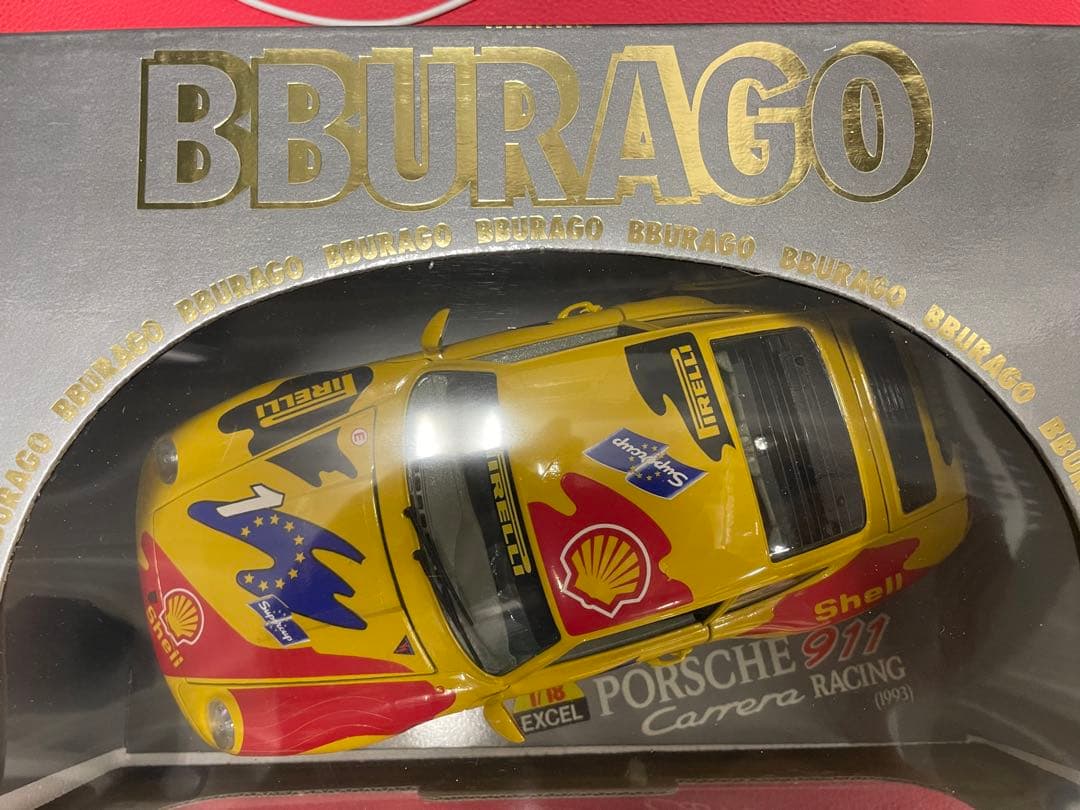 BBURAGO
BBURAGO BBURAGO BBURAGO BBURAGO BBURAGO BBURAGO BBURAGO BBURAGO
PIRELLI
PIRELLI
E
Supercup
1
PIRELLI
Shell
Supercup
Shell
1/18
EXCEL
PORSCHE 911
Carrera RACING
(1993)